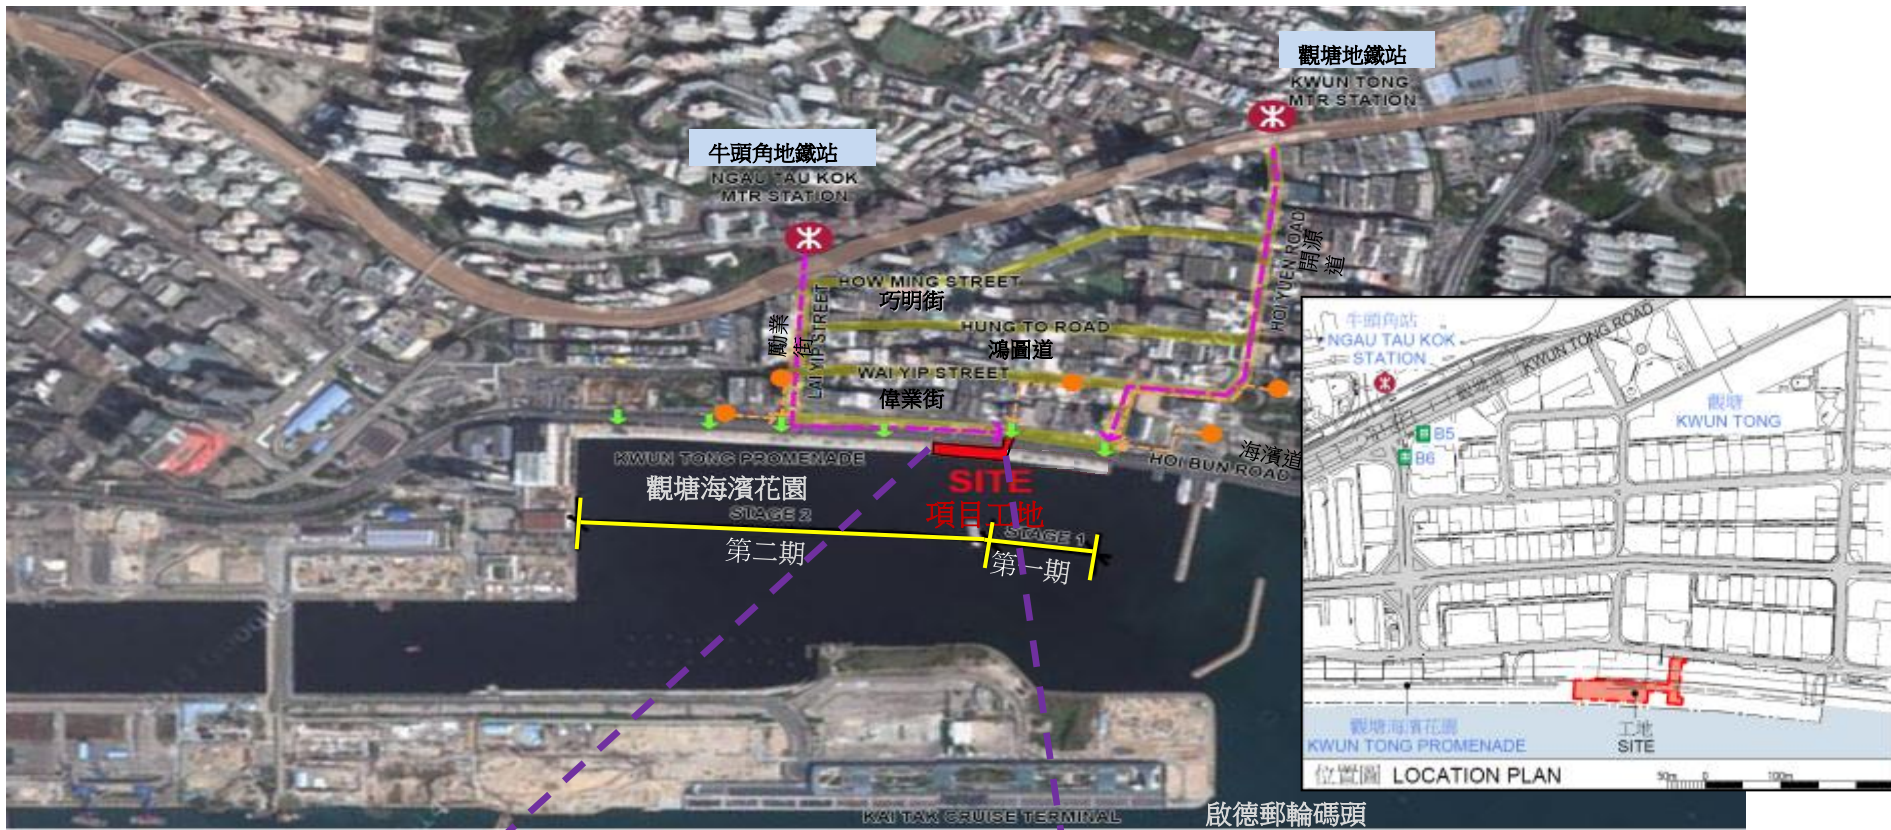 觀塘地鐵站
KWUN TONG
MTR STATION
牛頭角地鐵站
NGAU TAU KOK
MTR STATION
HOI YUEN ROAD
開源道
HOW MING STREET
巧明街
LAI YIP STREET
勵業街
HUNG TO ROAD
鴻圖道
WAI YIP STREET
偉業街
KWUN TONG PROMENADE
觀塘海濱花園
HOI BUN ROAD
海濱道
SITE
項目工地
STAGE 2
第二期
STAGE 1
第一期
KAI TAK CRUISE TERMINAL
啟德郵輪碼頭
牛頭角站
NGAU TAU KOK
STATION
觀塘道 KWUN TONG ROAD
B5
B6
觀塘
KWUN TONG
觀塘海濱花園
KWUN TONG PROMENADE
工地
SITE
位置圖 LOCATION PLAN
50m 0 100m